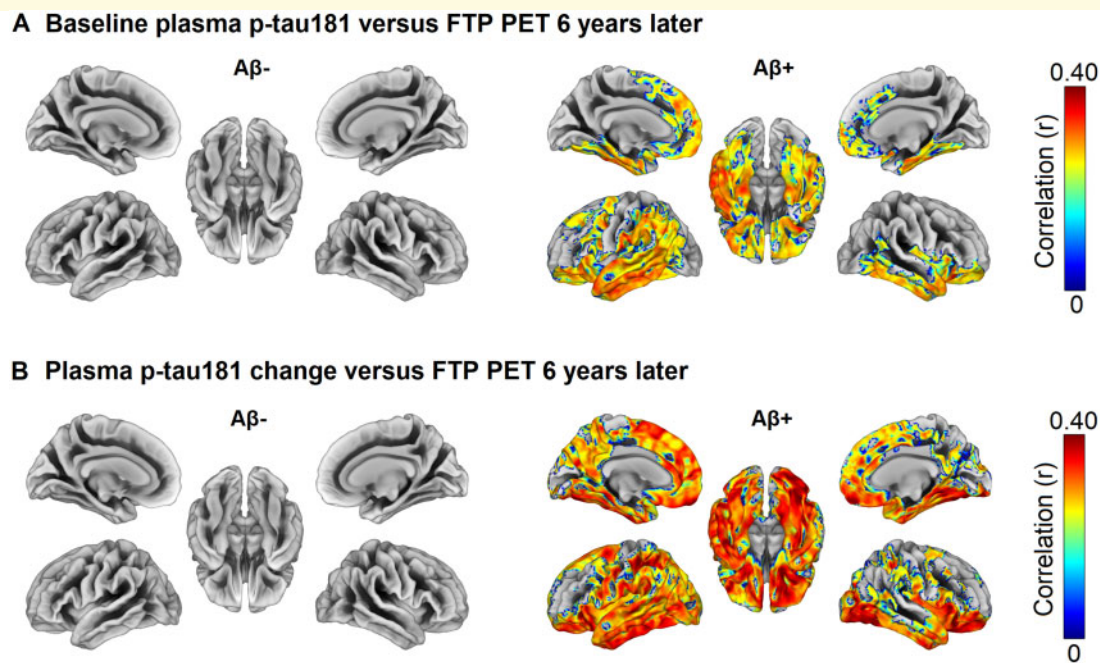 A Baseline plasma p-tau181 versus FTP PET 6 years later
Aβ-
Aβ+
0.40
Correlation (r)
0
B Plasma p-tau181 change versus FTP PET 6 years later
Aβ-
Aβ+
0.40
Correlation (r)
0